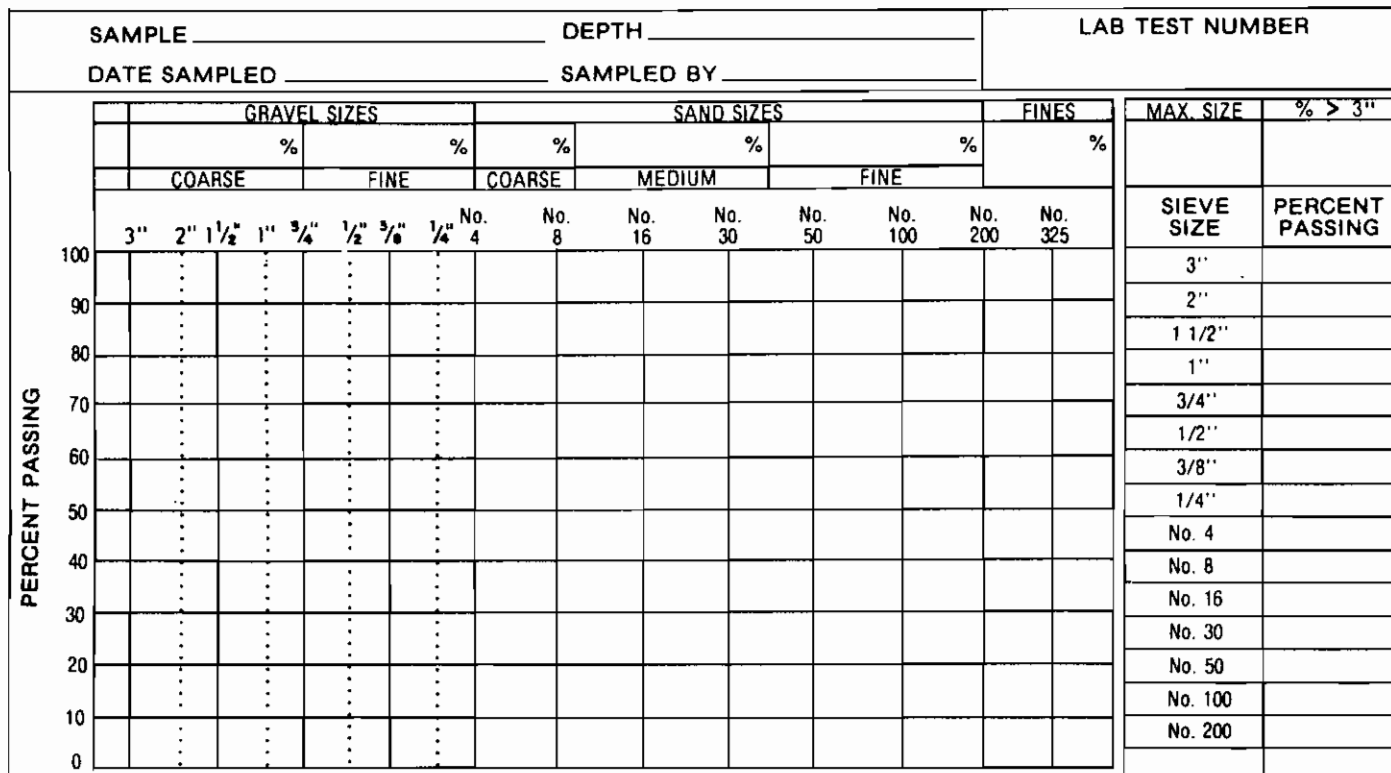 SAMPLE DEPTH LAB TEST NUMBER
DATE SAMPLED SAMPLED BY
GRAVEL SIZES SAND SIZES FINES MAX. SIZE % > 3"
% % % % % %
COARSE FINE COARSE MEDIUM FINE
3" 2" 1 1/2" 1" 3/4" 1/2" 3/8" 1/4" No. 4 No. 8 No. 16 No. 30 No. 50 No. 100 No. 200 No. 325
PERCENT PASSING
100
90
80
70
60
50
40
30
20
10
0
SIEVE SIZE PERCENT PASSING
3"
2"
1 1/2"
1"
3/4"
1/2"
3/8"
1/4"
No. 4
No. 8
No. 16
No. 30
No. 50
No. 100
No. 200